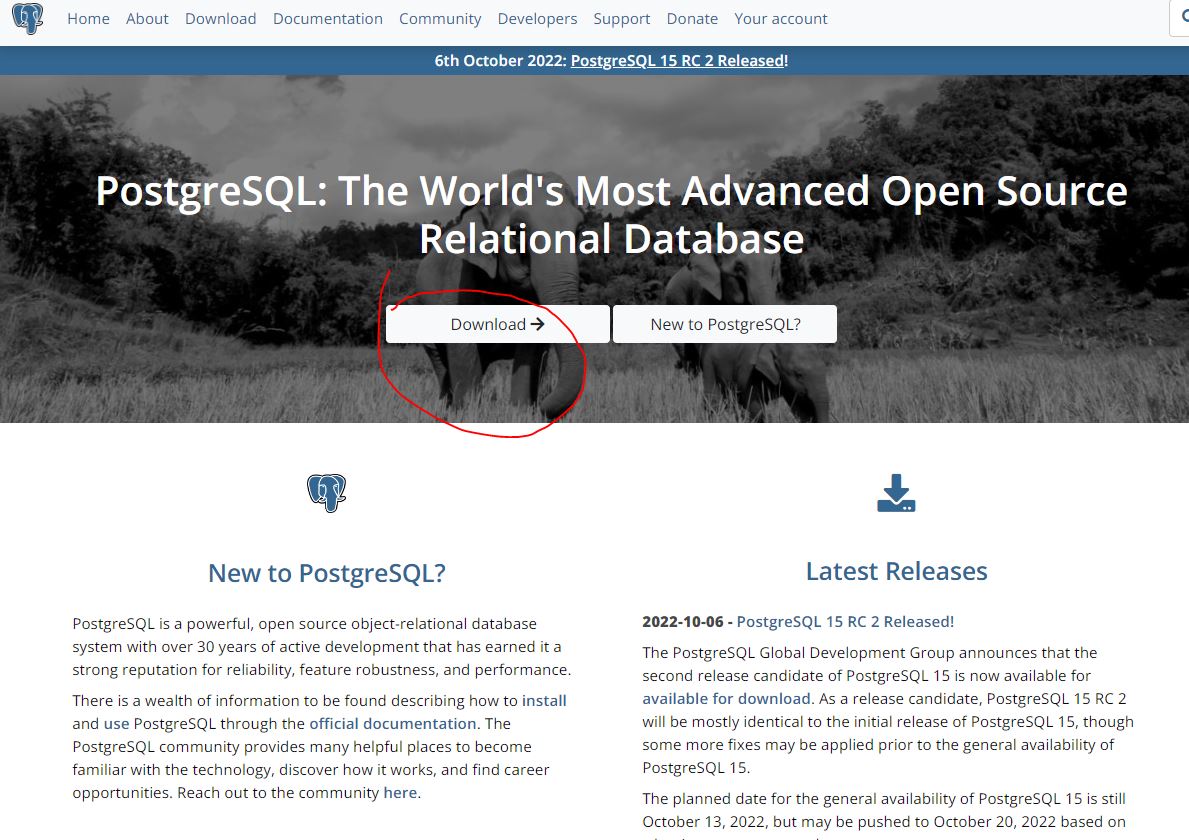 Home About Download Documentation Community Developers Support Donate Your account
6th October 2022: PostgreSQL 15 RC 2 Released!
PostgreSQL: The World's Most Advanced Open Source
Relational Database
Download → New to PostgreSQL?
New to PostgreSQL?
PostgreSQL is a powerful, open source object-relational database
system with over 30 years of active development that has earned it a
strong reputation for reliability, feature robustness, and performance.
There is a wealth of information to be found describing how to install
and use PostgreSQL through the official documentation. The
PostgreSQL community provides many helpful places to become
familiar with the technology, discover how it works, and find career
opportunities. Reach out to the community here.
Latest Releases
2022-10-06 - PostgreSQL 15 RC 2 Released!
The PostgreSQL Global Development Group announces that the
second release candidate of PostgreSQL 15 is now available for
available for download. As a release candidate, PostgreSQL 15 RC 2
will be mostly identical to the initial release of PostgreSQL 15, though
some more fixes may be applied prior to the general availability of
PostgreSQL 15.
The planned date for the general availability of PostgreSQL 15 is still
October 13, 2022, but may be pushed to October 20, 2022 based on